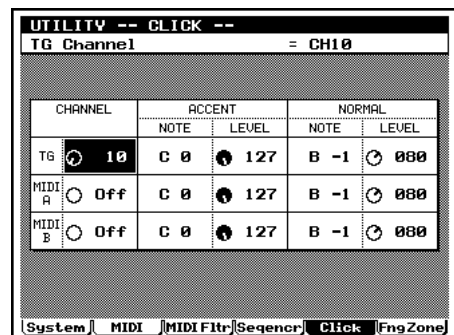 UTILITY -- CLICK --
TG Channel = CH10
CHANNEL ACCENT NORMAL
NOTE LEVEL NOTE LEVEL
TG 10 C 0 127 B -1 080
MIDI A Off C 0 127 B -1 080
MIDI B Off C 0 127 B -1 080
System MIDI MIDI Fltr Seqencr Click FngZone